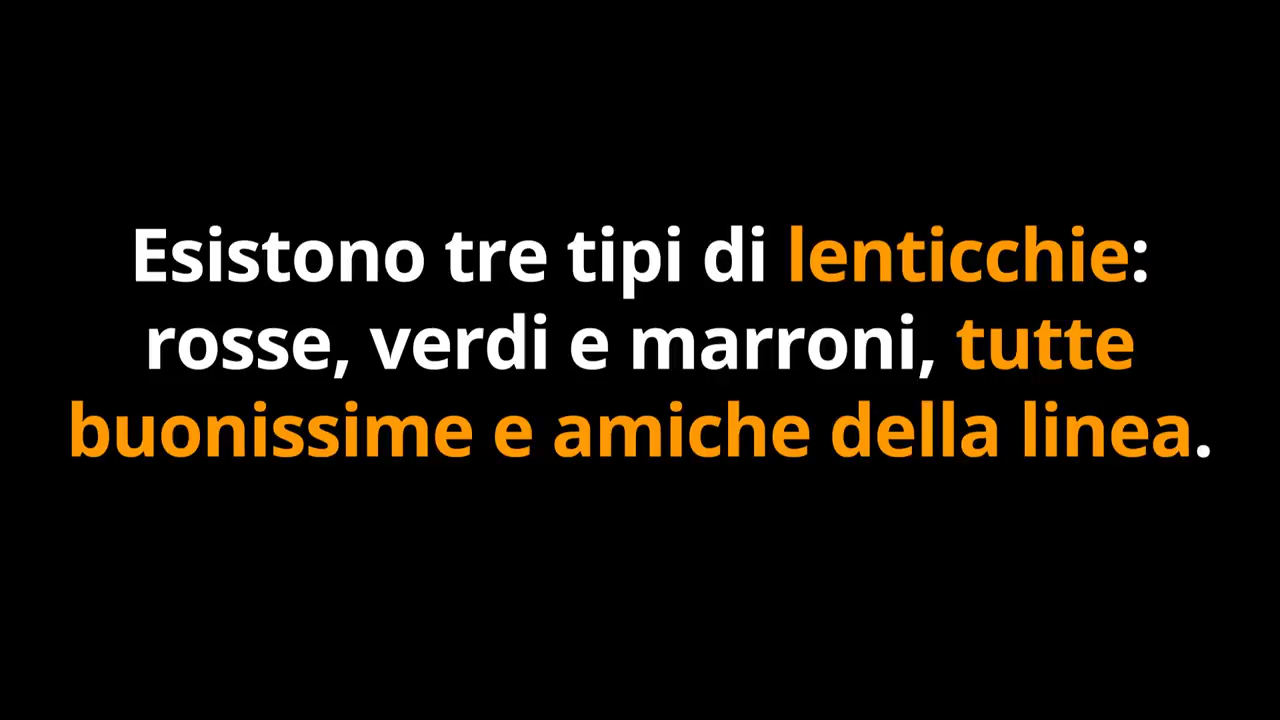 Esistono tre tipi di lenticchie:
rosse, verdi e marroni, tutte
buonissime e amiche della linea.